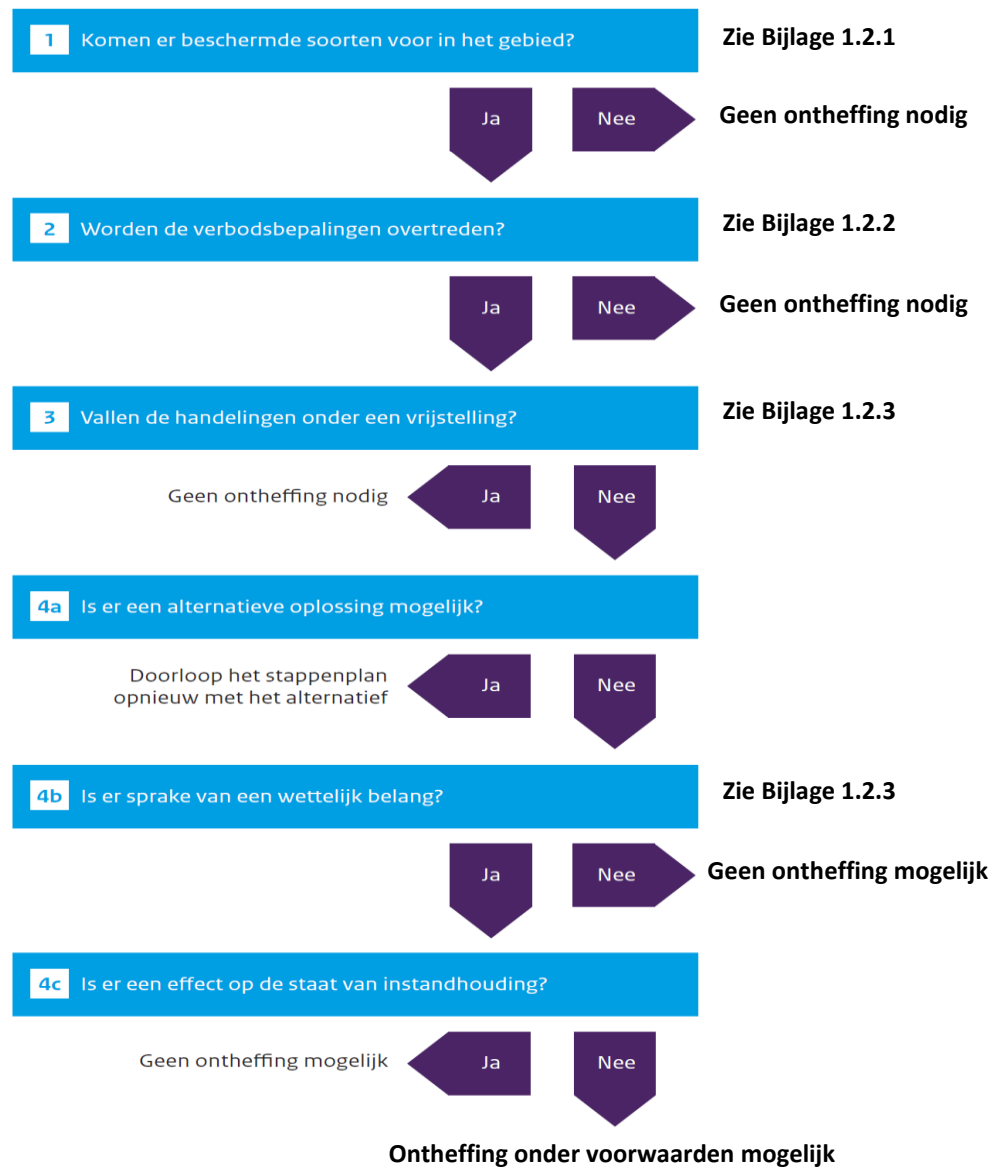 1 Komen er beschermde soorten voor in het gebied? Zie Bijlage 1.2.1
Ja Nee Geen ontheffing nodig
2 Worden de verbodsbepalingen overtreden? Zie Bijlage 1.2.2
Ja Nee Geen ontheffing nodig
3 Vallen de handelingen onder een vrijstelling? Zie Bijlage 1.2.3
Geen ontheffing nodig Ja Nee
4a Is er een alternatieve oplossing mogelijk?
Doorloop het stappenplan
opnieuw met het alternatief Ja Nee
4b Is er sprake van een wettelijk belang? Zie Bijlage 1.2.3
Ja Nee Geen ontheffing mogelijk
4c Is er een effect op de staat van instandhouding?
Geen ontheffing mogelijk Ja Nee
Ontheffing onder voorwaarden mogelijk